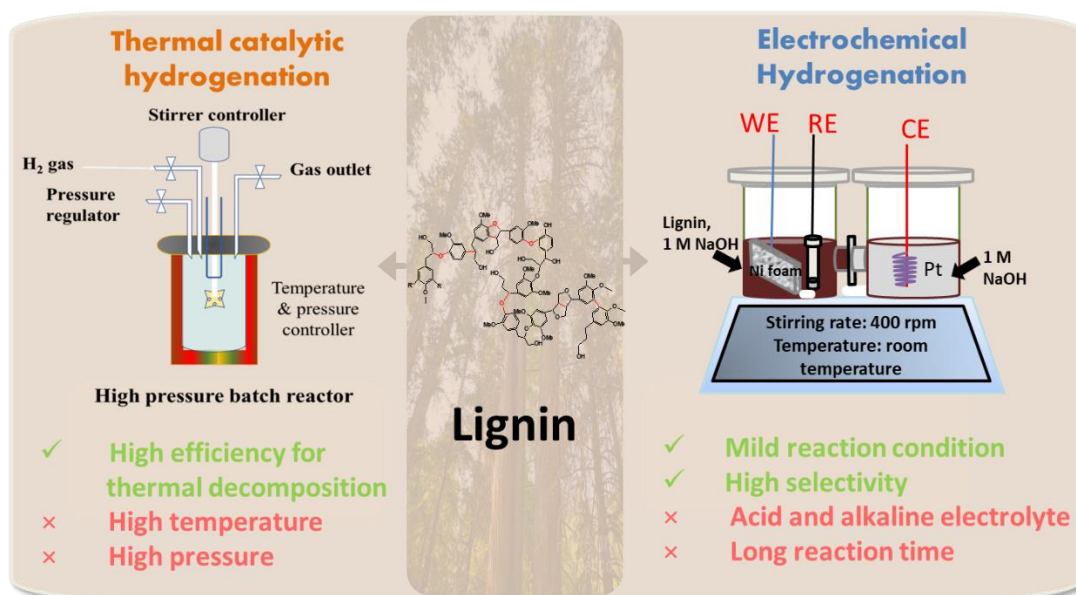 Thermal catalytic
hydrogenation
Stirrer controller
H₂ gas
Gas outlet
Pressure
regulator
Temperature
& pressure
controller
High pressure batch reactor
✓ High efficiency for
thermal decomposition
× High temperature
× High pressure
Lignin
Electrochemical
Hydrogenation
WE RE CE
Lignin,
1 M NaOH
Ni foam
Pt
1 M
NaOH
Stirring rate: 400 rpm
Temperature: room
temperature
✓ Mild reaction condition
✓ High selectivity
× Acid and alkaline electrolyte
× Long reaction time